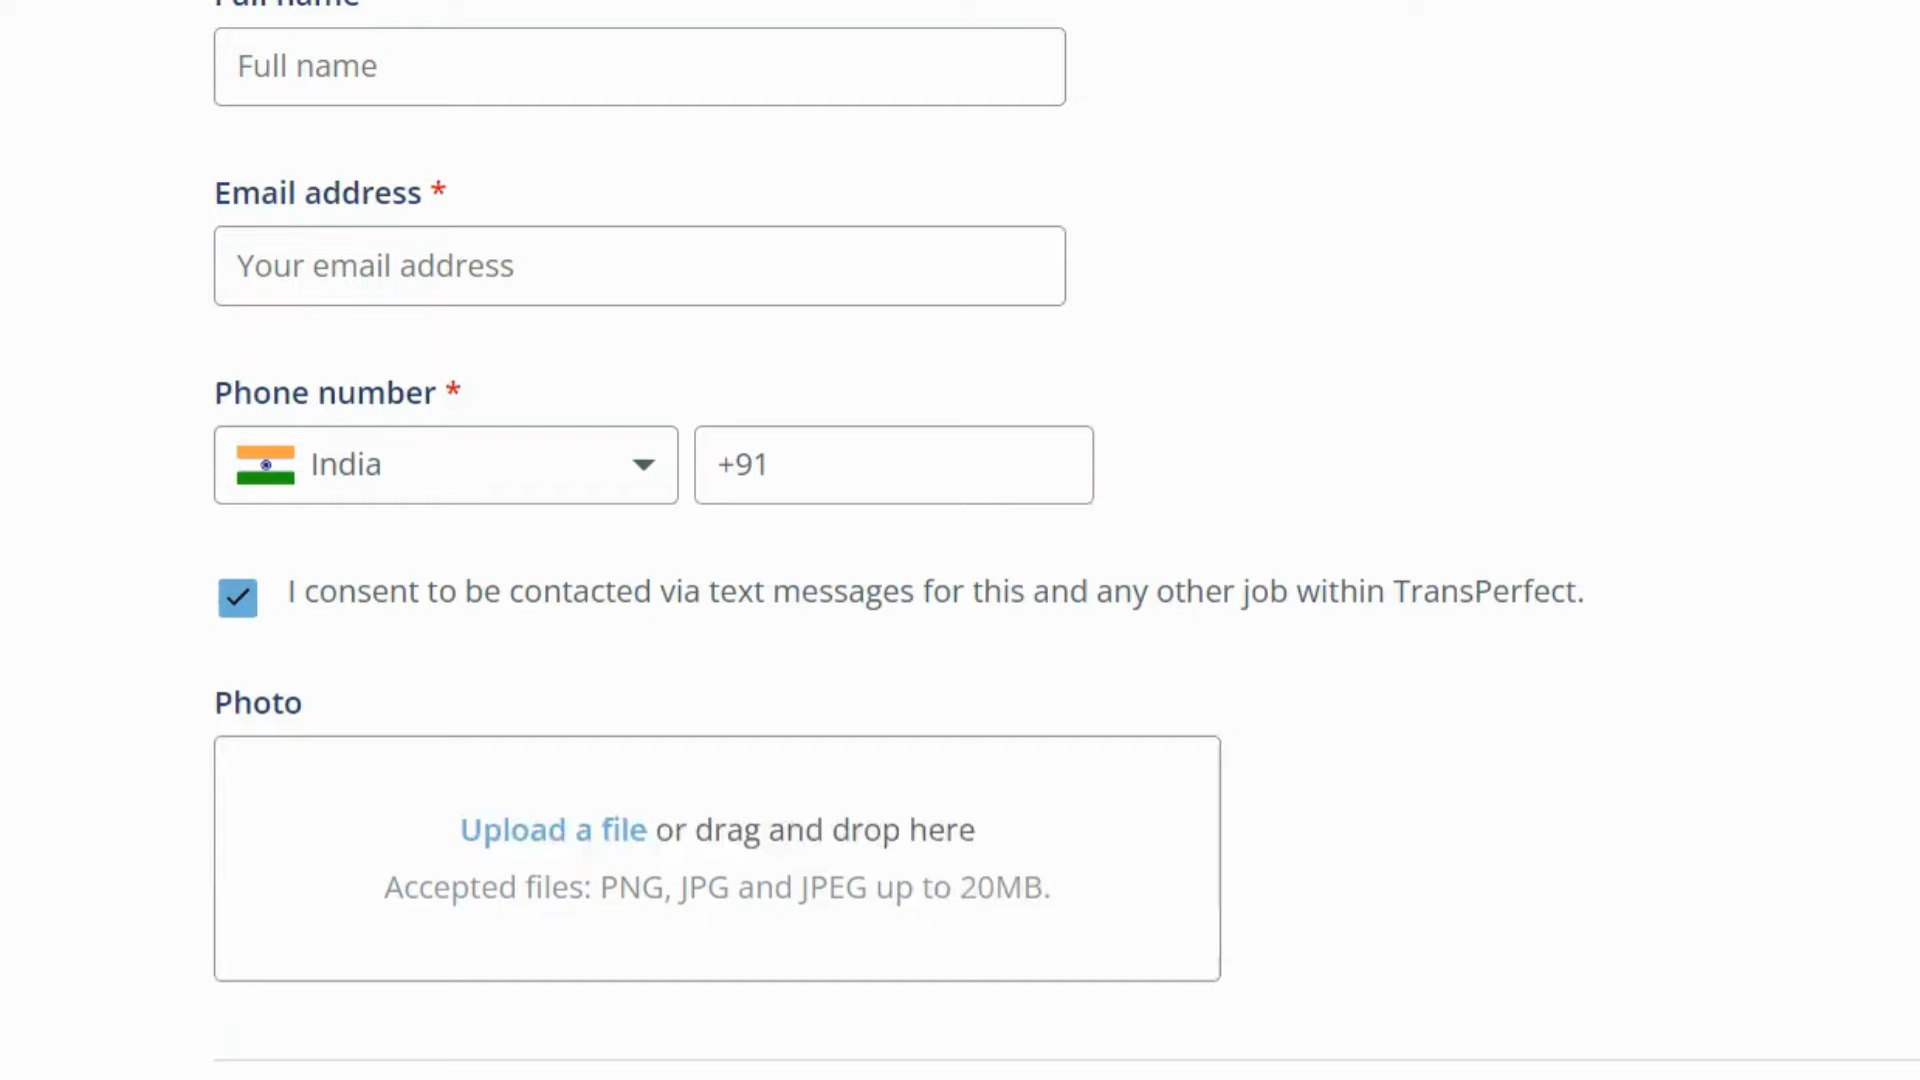 Full name
Full name
Email address *
Your email address
Phone number *
India
+91
I consent to be contacted via text messages for this and any other job within TransPerfect.
Photo
Upload a file or drag and drop here
Accepted files: PNG, JPG and JPEG up to 20MB.